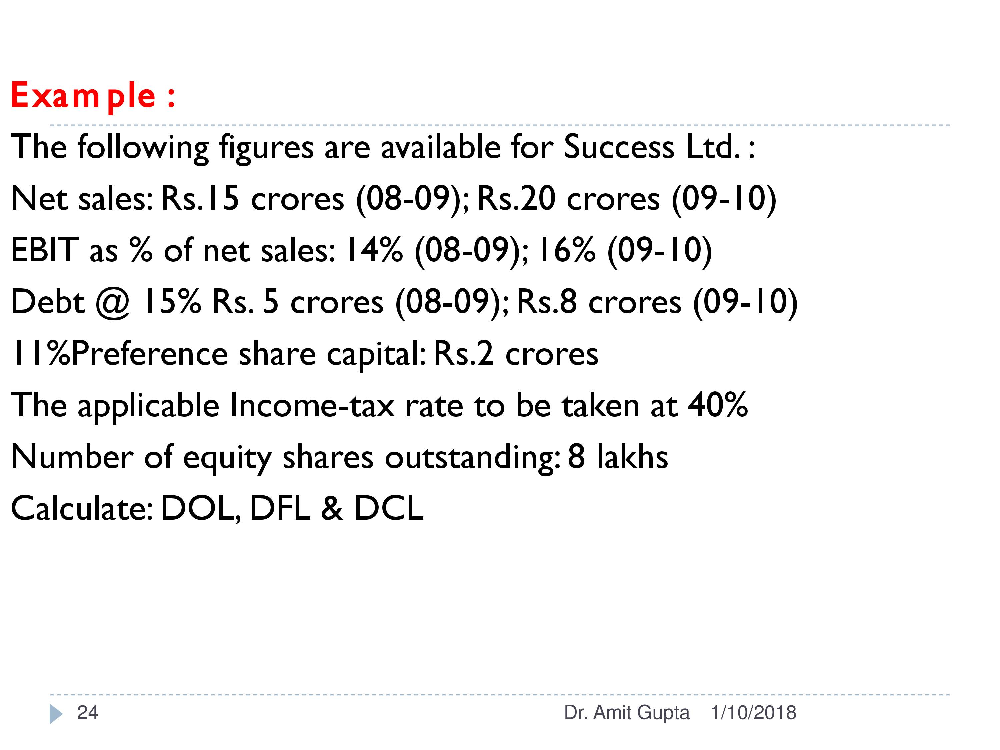 Example :
The following figures are available for Success Ltd. :
Net sales: Rs.15 crores (08-09); Rs.20 crores (09-10)
EBIT as % of net sales: 14% (08-09); 16% (09-10)
Debt @ 15% Rs. 5 crores (08-09); Rs.8 crores (09-10)
11%Preference share capital: Rs.2 crores
The applicable Income-tax rate to be taken at 40%
Number of equity shares outstanding: 8 lakhs
Calculate: DOL, DFL & DCL
24 Dr. Amit Gupta 1/10/2018